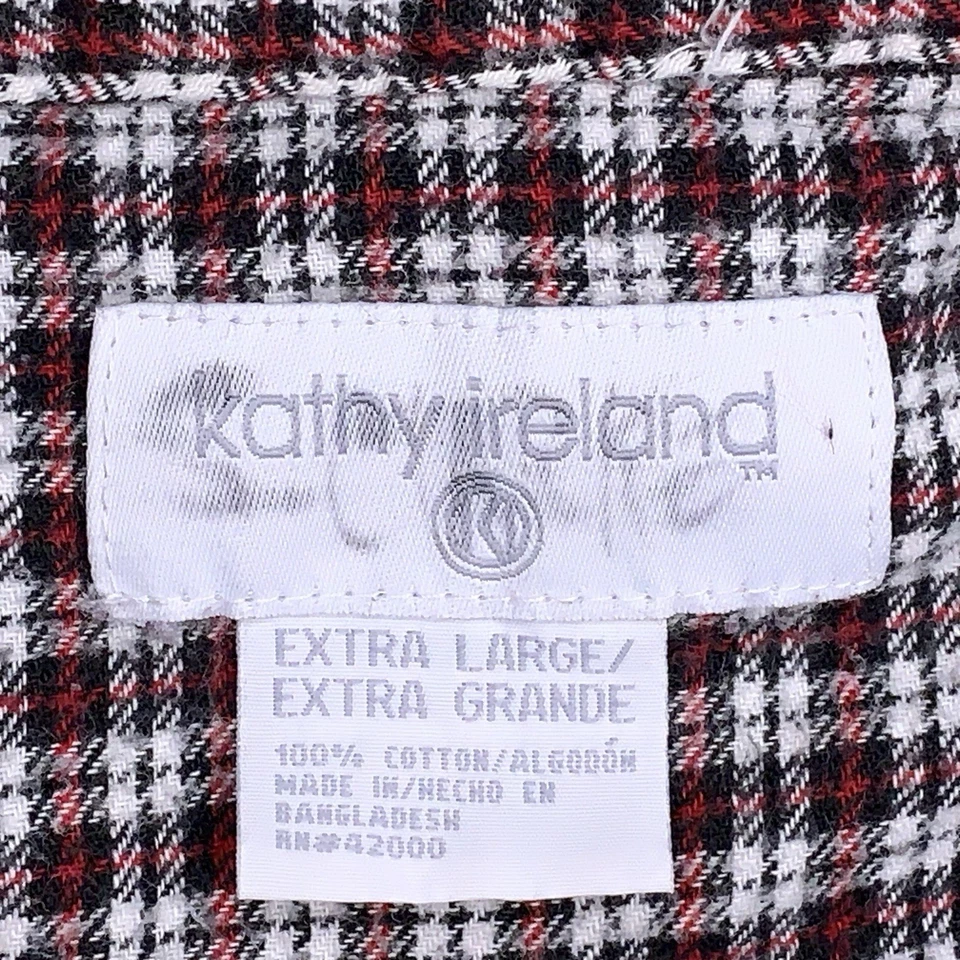 kathy ireland
™
EXTRA LARGE/
EXTRA GRANDE
100% COTTON/ALGODÓN
MADE IN/HECHO EN
BANGLADESH
RN#42000